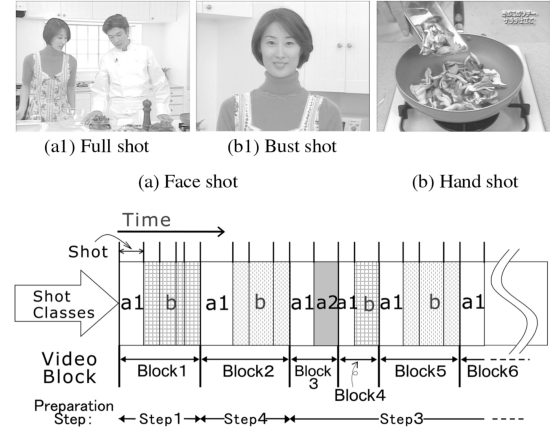 (a1) Full shot
(b1) Bust shot
(a) Face shot
(b) Hand shot
Time
Shot
Shot
Classes
a1 b a1 b a1 a2 a1 b a1 b a1
Video
Block
Block1 Block2 Block
3 Block4 Block5 Block6
Preparation
Step: Step1 Step4 Step3